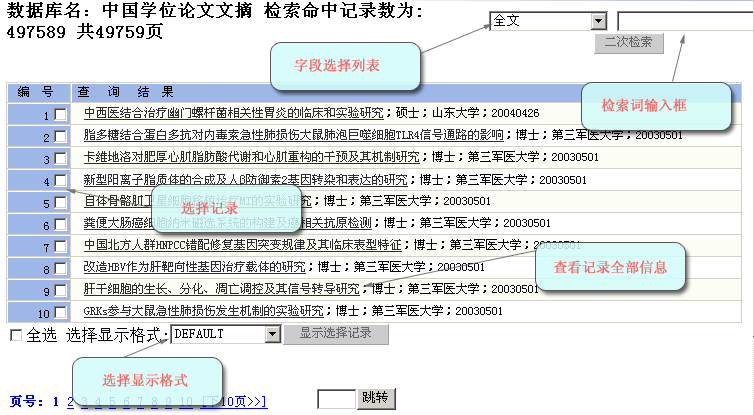 数据库名：中国学位论文文摘 检索命中记录数为:
497589 共49759页
全文
二次检索
字段选择列表
检索词输入框
编 号 查 询 结 果
1 中西医结合治疗幽门螺杆菌相关性胃炎的临床和实验研究；硕士；山东大学；20040426
2 脂多糖结合蛋白多抗对内毒素急性肺损伤大鼠肺泡巨噬细胞TLR4信号通路的影响；博士；第三军医大学；20030501
3 卡维地洛对肥厚心肌脂肪酸代谢和心肌重构的干预及其机制研究；博士；第三军医大学；20030501
4 新型阳离子脂质体的合成及人β防御素2基因转染和表达的研究；博士；第三军医大学；20030501
5 自体骨骼肌卫星细胞移植治疗MI的实验研究；博士；第三军医大学；20030501
选择记录
6 粪便大肠癌细胞纳米磁选系统的构建及癌相关抗原检测；博士；第三军医大学；20030501
7 中国北方人群HNPCC错配修复基因突变规律及其临床表型特征；博士；第三军医大学；20030501
8 改造HBV作为肝靶向性基因治疗载体的研究；博士；第三军医大学；20030501
查看记录全部信息
9 肝干细胞的生长、分化、凋亡调控及其信号转导研究；博士；第三军医大学；20030501
10 GRKs参与大鼠急性肺损伤发生机制的实验研究；博士；第三军医大学；20030501
全选 选择显示格式: DEFAULT 显示选择记录
选择显示格式
页号: 1 2 3 4 5 6 7 8 9 10 [下10页>>] 跳转